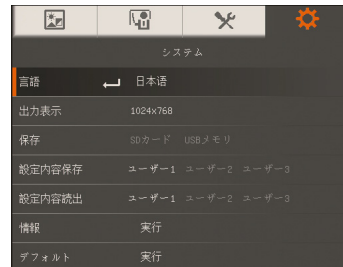 システム
言語 日本语
出力表示 1024x768
保存 SDカード USBメモリ
設定内容保存 ユーザー1 ユーザー2 ユーザー3
設定内容読出 ユーザー1 ユーザー2 ユーザー3
情報 実行
デフォルト 実行